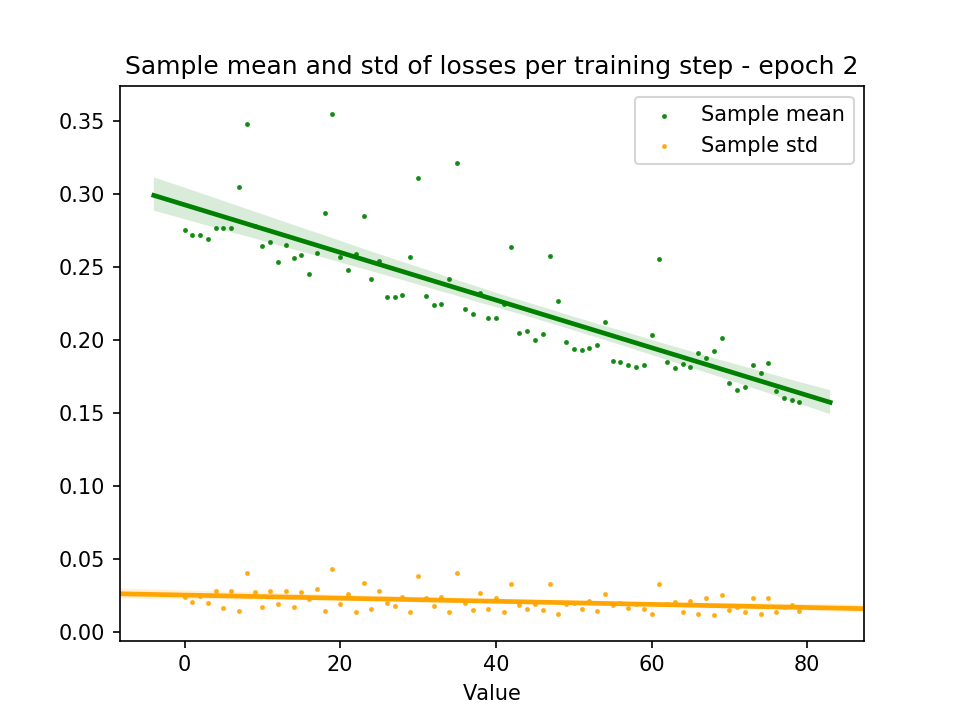 Sample mean and std of losses per training step - epoch 2
Sample mean
Sample std
0.35
0.30
0.25
0.20
0.15
0.10
0.05
0.00
0 20 40 60 80
Value